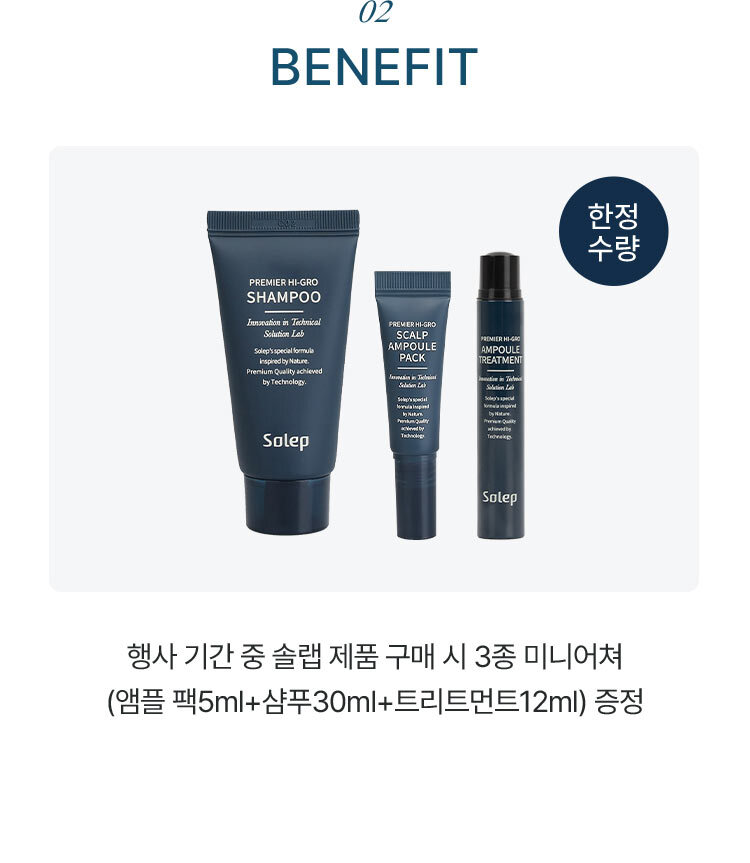 02
BENEFIT
한정
수량
PREMIER HI-GRO
SHAMPOO
Innovation in Technical
Solution Lab
Solep's special formula
inspired by Nature.
Premium Quality achieved
by Technology.
Solep
PREMIER HI-GRO
SCALP
AMPOULE
PACK
Innovation in Technical
Solution Lab
Solep's special
formula inspired
by Nature.
Premium Quality
achieved by
Technology.
PREMIER HI-GRO
AMPOULE
TREATMENT
Innovation in Technical
Solution Lab
Solep's special
formula inspired
by Nature.
Premium Quality
achieved by
Technology.
Solep
행사 기간 중 솔랩 제품 구매 시 3종 미니어쳐
(앰플 팩5ml+샴푸30ml+트리트먼트12ml) 증정